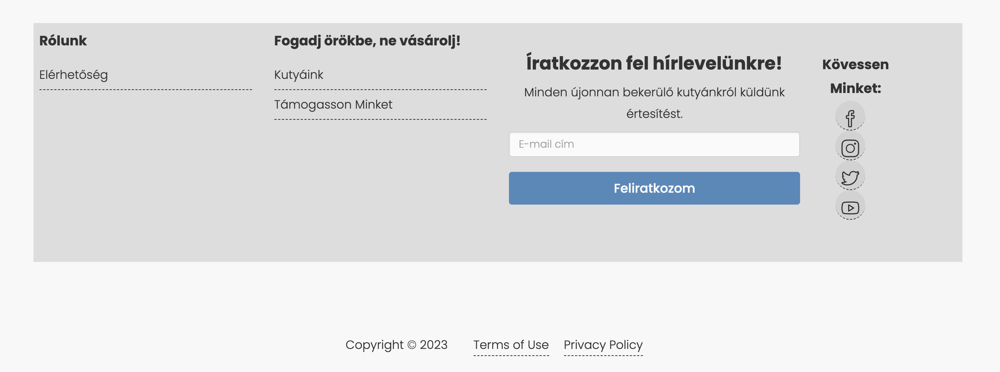 Rólunk
Elérhetőség
Fogadj örökbe, ne vásárolj!
Kutyáink
Támogasson Minket
Íratkozzon fel hírlevelünkre!
Minden újonnan bekerülő kutyánkról küldünk
értesítést.
E-mail cím
Feliratkozom
Kövessen
Minket:
Copyright © 2023
Terms of Use
Privacy Policy